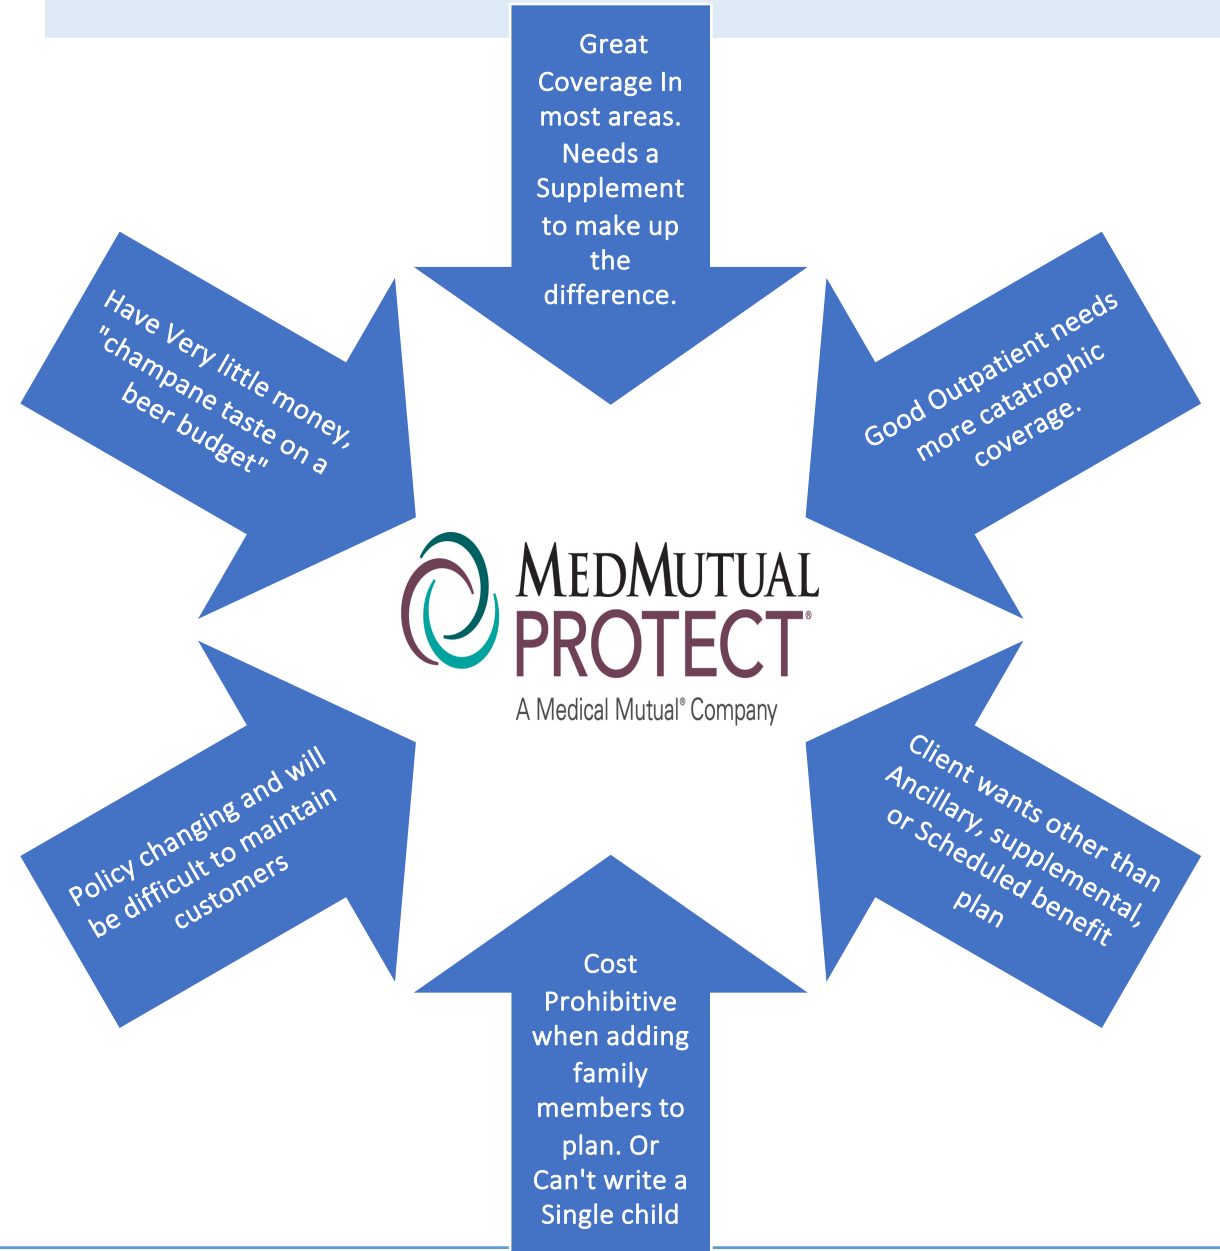 Great
Coverage In
most areas.
Needs a
Supplement
to make up
the
difference.
Good Outpatient needs
more catatrophic
coverage.
Client wants other than
Ancillary, supplemental,
or Scheduled benefit
plan
Cost
Prohibitive
when adding
family
members to
plan. Or
Can't write a
Single child
Policy changing and will
be difficult to maintain
customers
Have Very little money,
"champane taste on a
beer budget"
MEDMUTUAL
PROTECT®
A Medical Mutual® Company